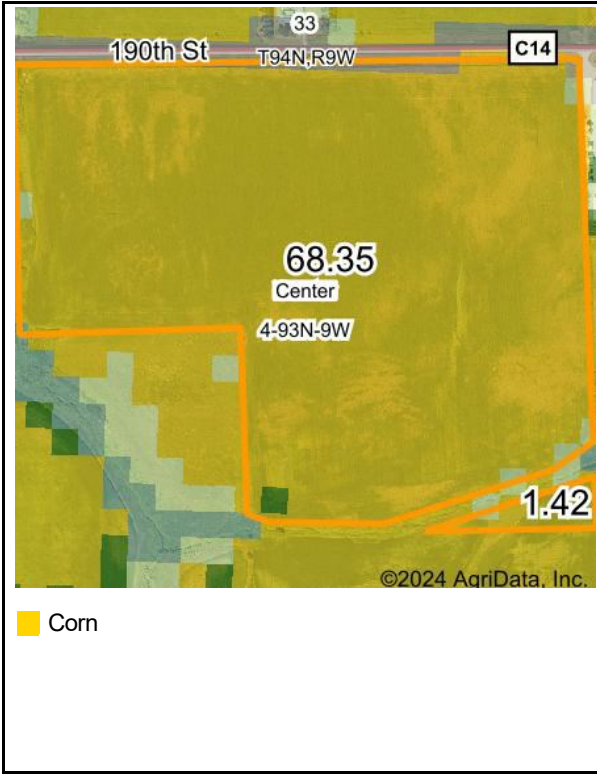 33
190th St
T94N,R9W
C14
68.35
Center
4-93N-9W
1.42
©2024 AgriData, Inc.
Corn